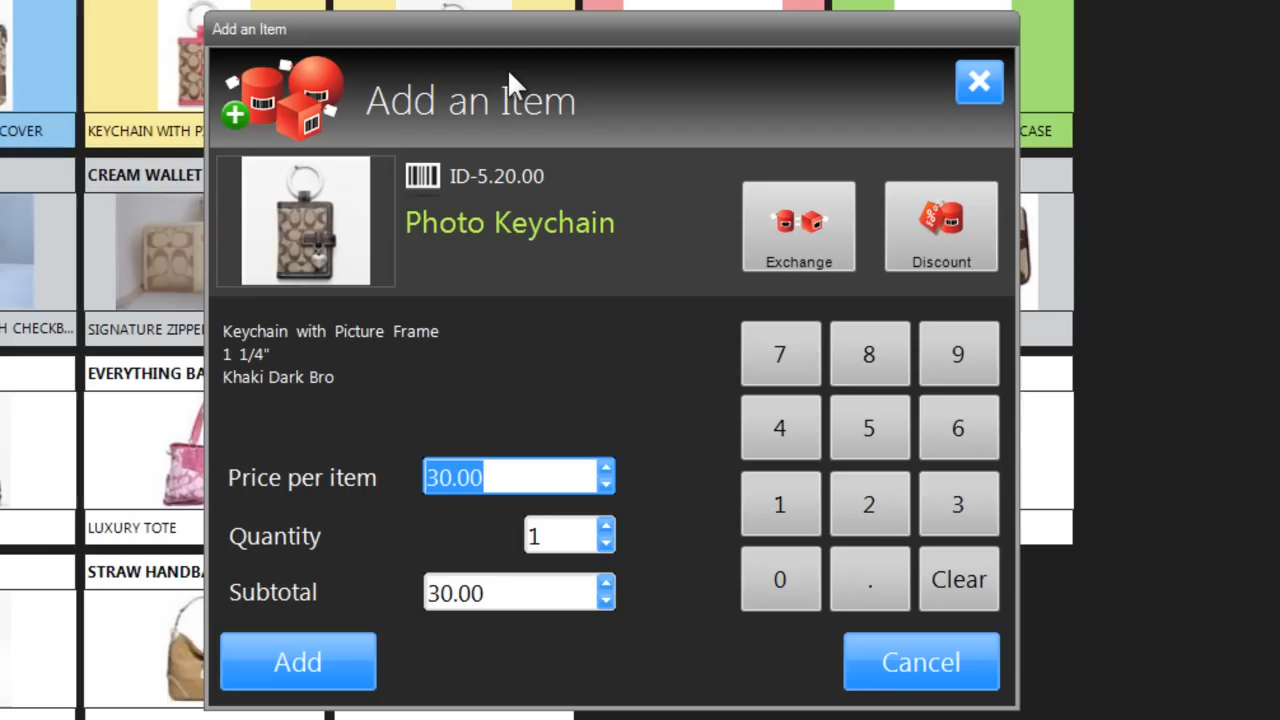 Add an Item
Add an Item
COVER
KEYCHAIN WITH P
CASE
CREAM WALLET
ID-5.20.00
Photo Keychain
Exchange
Discount
H CHECKB...
SIGNATURE ZIPPE
Keychain with Picture Frame
1 1/4"
Khaki Dark Bro
7
8
9
EVERYTHING BA
4
5
6
Price per item
30.00
1
2
3
LUXURY TOTE
Quantity
1
STRAW HANDBA
Subtotal
30.00
0
.
Clear
Add
Cancel